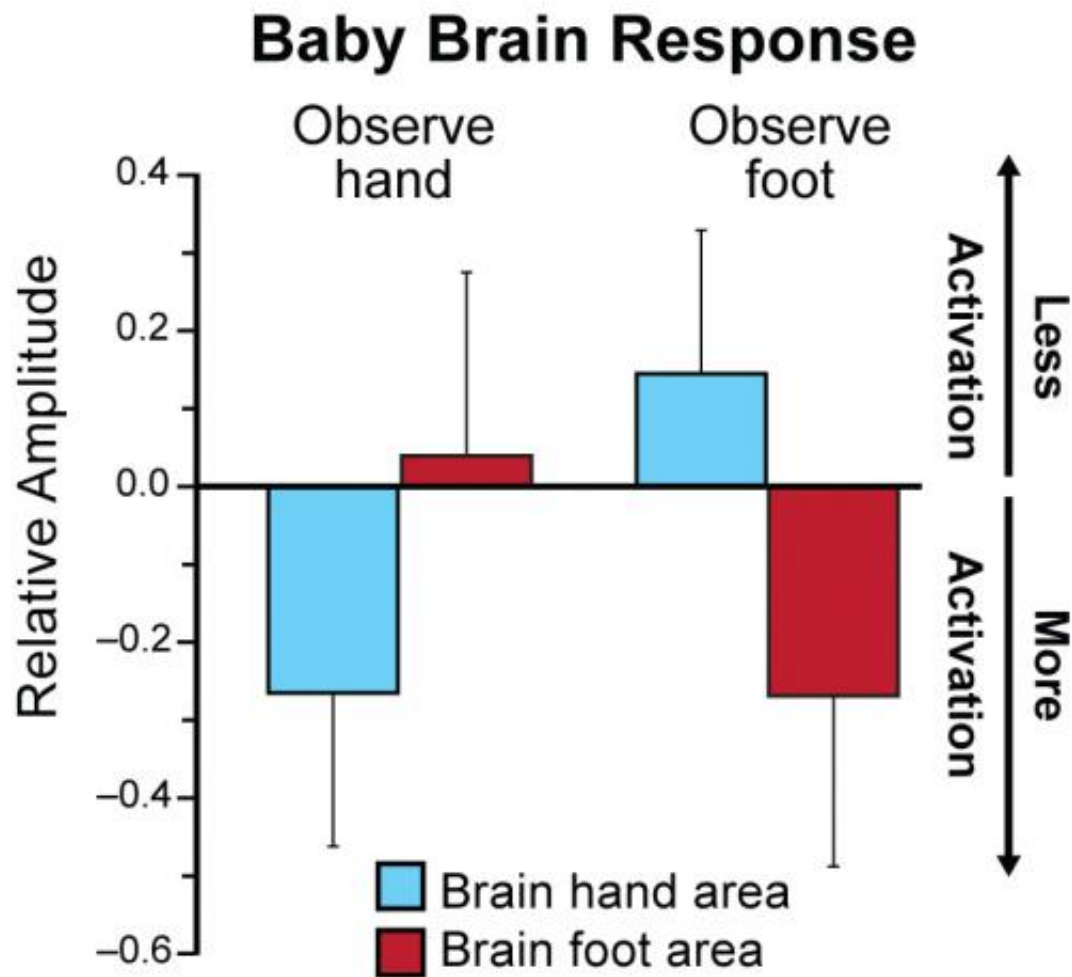 Baby Brain Response
Observe
hand
Observe
foot
0.4
0.2
0.0
–0.2
–0.4
–0.6
Relative Amplitude
Less
Activation
More
Activation
Brain hand area
Brain foot area